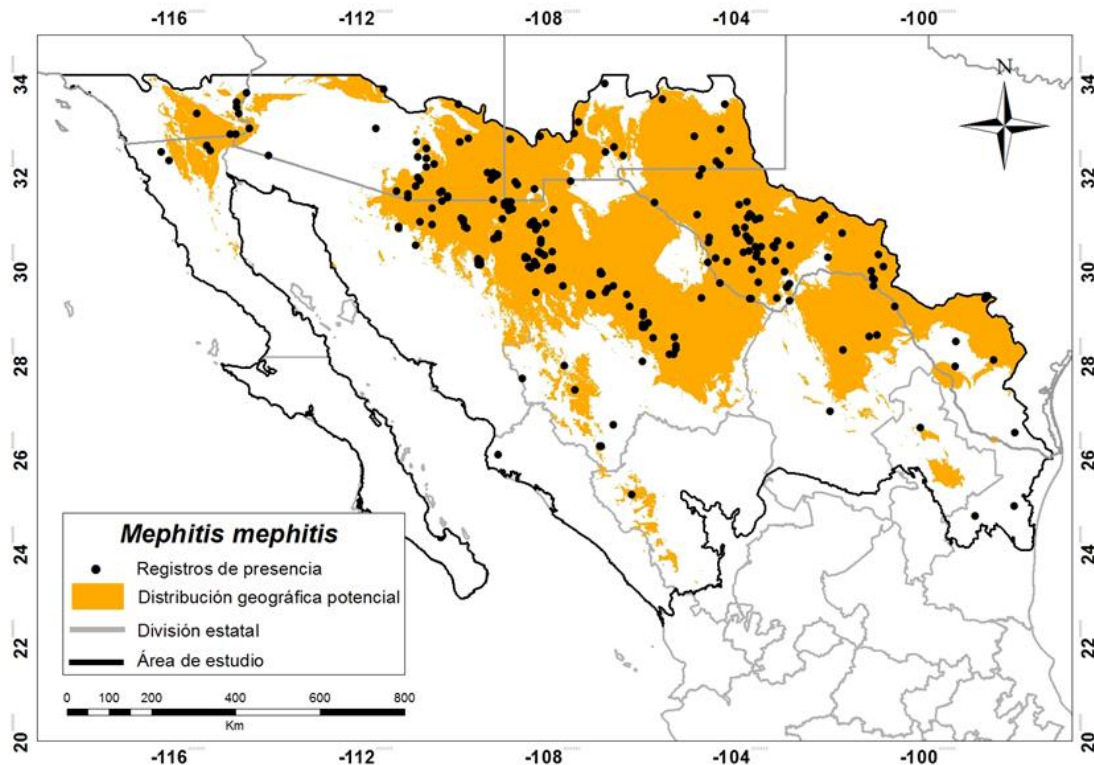 -116 -112 -108 -104 -100
34 34
32 32
30 30
28 28
26 26
24 24
22 22
20 20
N
Mephitis mephitis
Registros de presencia
Distribución geográfica potencial
División estatal
Área de estudio
0 100 200 400 600 800
Km
-116 -112 -108 -104 -100